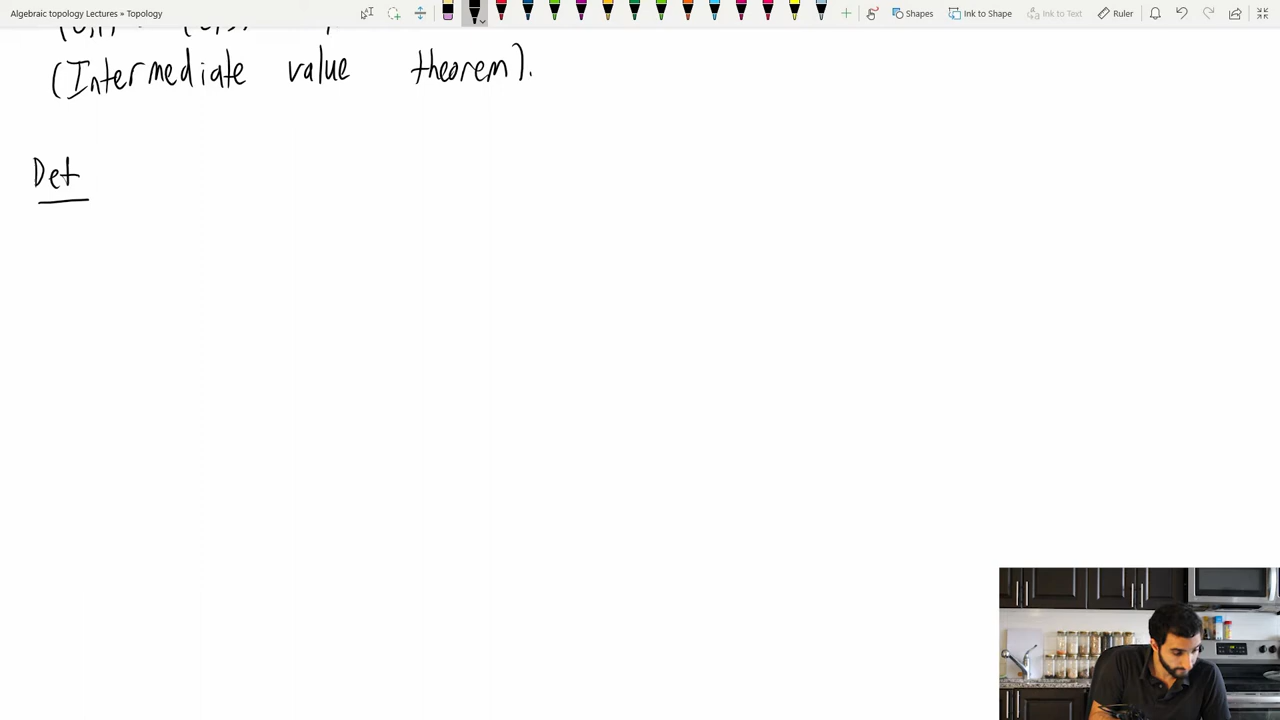 Algebraic topology Lectures » Topology
Shapes
Ink to Shape
Ink to Text
Ruler
(Intermediate value theorem).
Def